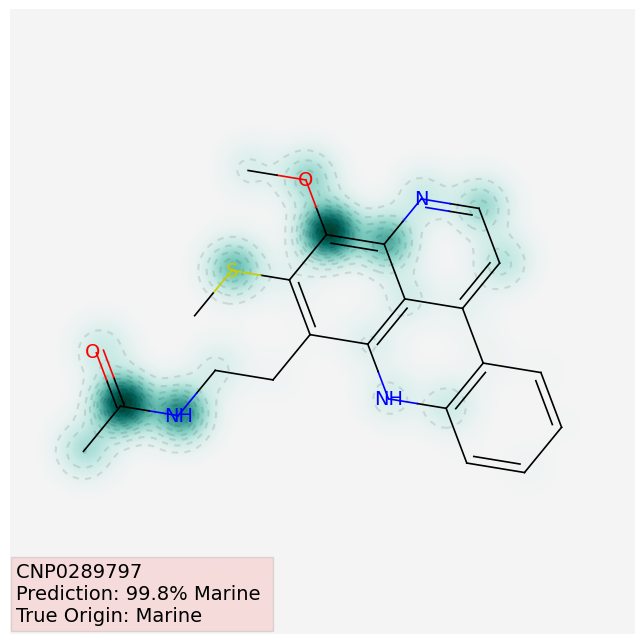 O
N
S
O
NH
NH
CNP0289797
Prediction: 99.8% Marine
True Origin: Marine